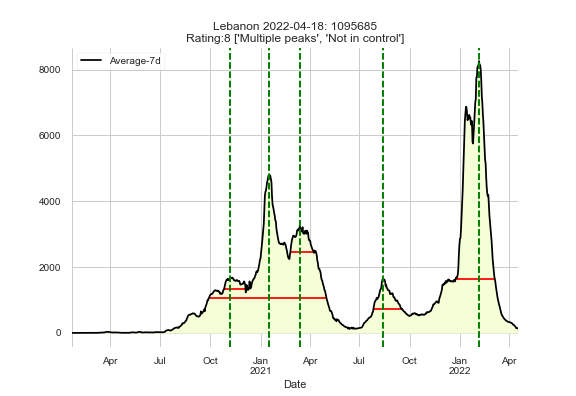 Lebanon 2022-04-18: 1095685
Rating:8 ['Multiple peaks', 'Not in control']
Average-7d
8000
6000
4000
2000
0
Apr
Jul
Oct
Jan
2021
Apr
Jul
Oct
Jan
2022
Apr
Date